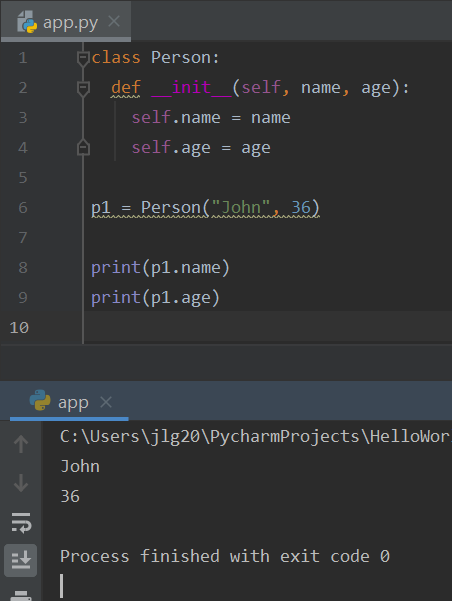 app.py
1 class Person:
2   def __init__(self, name, age):
3     self.name = name
4     self.age = age
5
6 p1 = Person("John", 36)
7
8 print(p1.name)
9 print(p1.age)
10
app
C:\Users\jlg20\PycharmProjects\HelloWor
John
36
Process finished with exit code 0